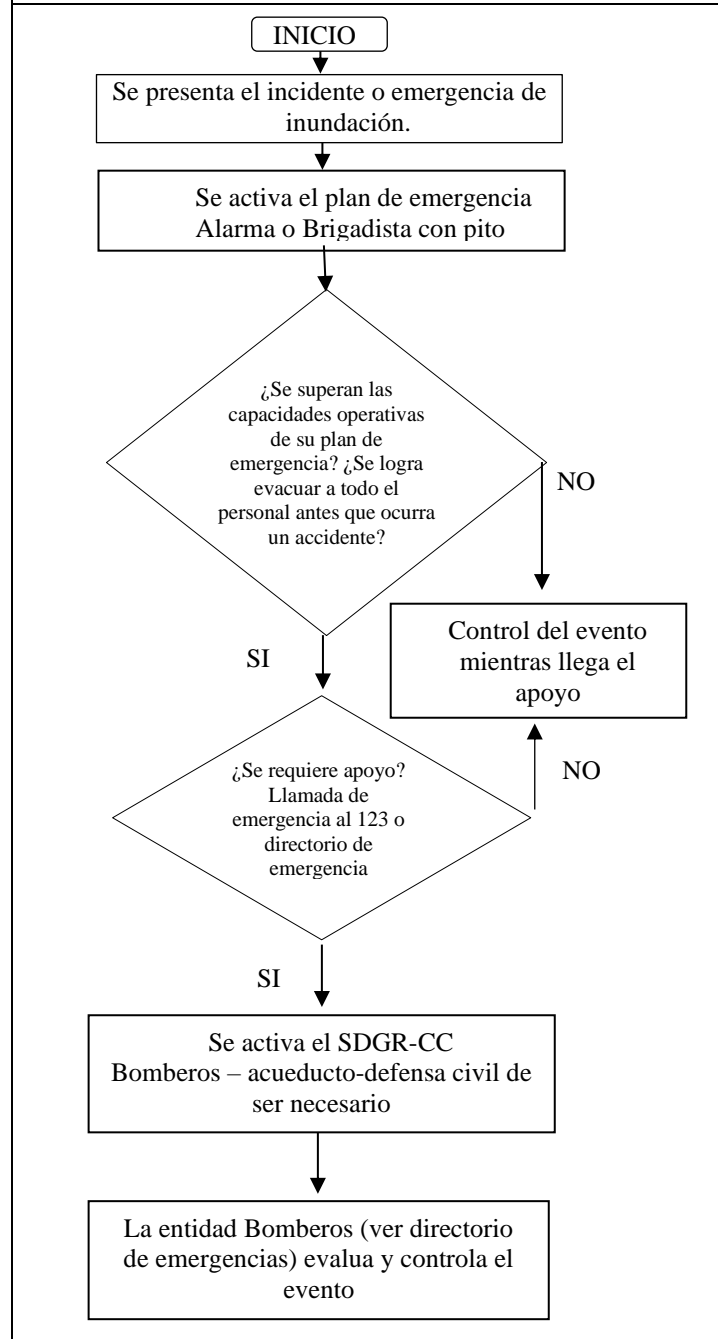 INICIO
Se presenta el incidente o emergencia de
inundación.
Se activa el plan de emergencia
Alarma o Brigadista con pito
¿Se superan las
capacidades operativas
de su plan de
emergencia? ¿Se logra
evacuar a todo el
personal antes que ocurra
un accidente?
NO
Control del evento
mientras llega el
apoyo
SI
¿Se requiere apoyo?
Llamada de
emergencia al 123 o
directorio de
emergencia
NO
SI
Se activa el SDGR-CC
Bomberos – acueducto-defensa civil de
ser necesario
La entidad Bomberos (ver directorio
de emergencias) evalua y controla el
evento